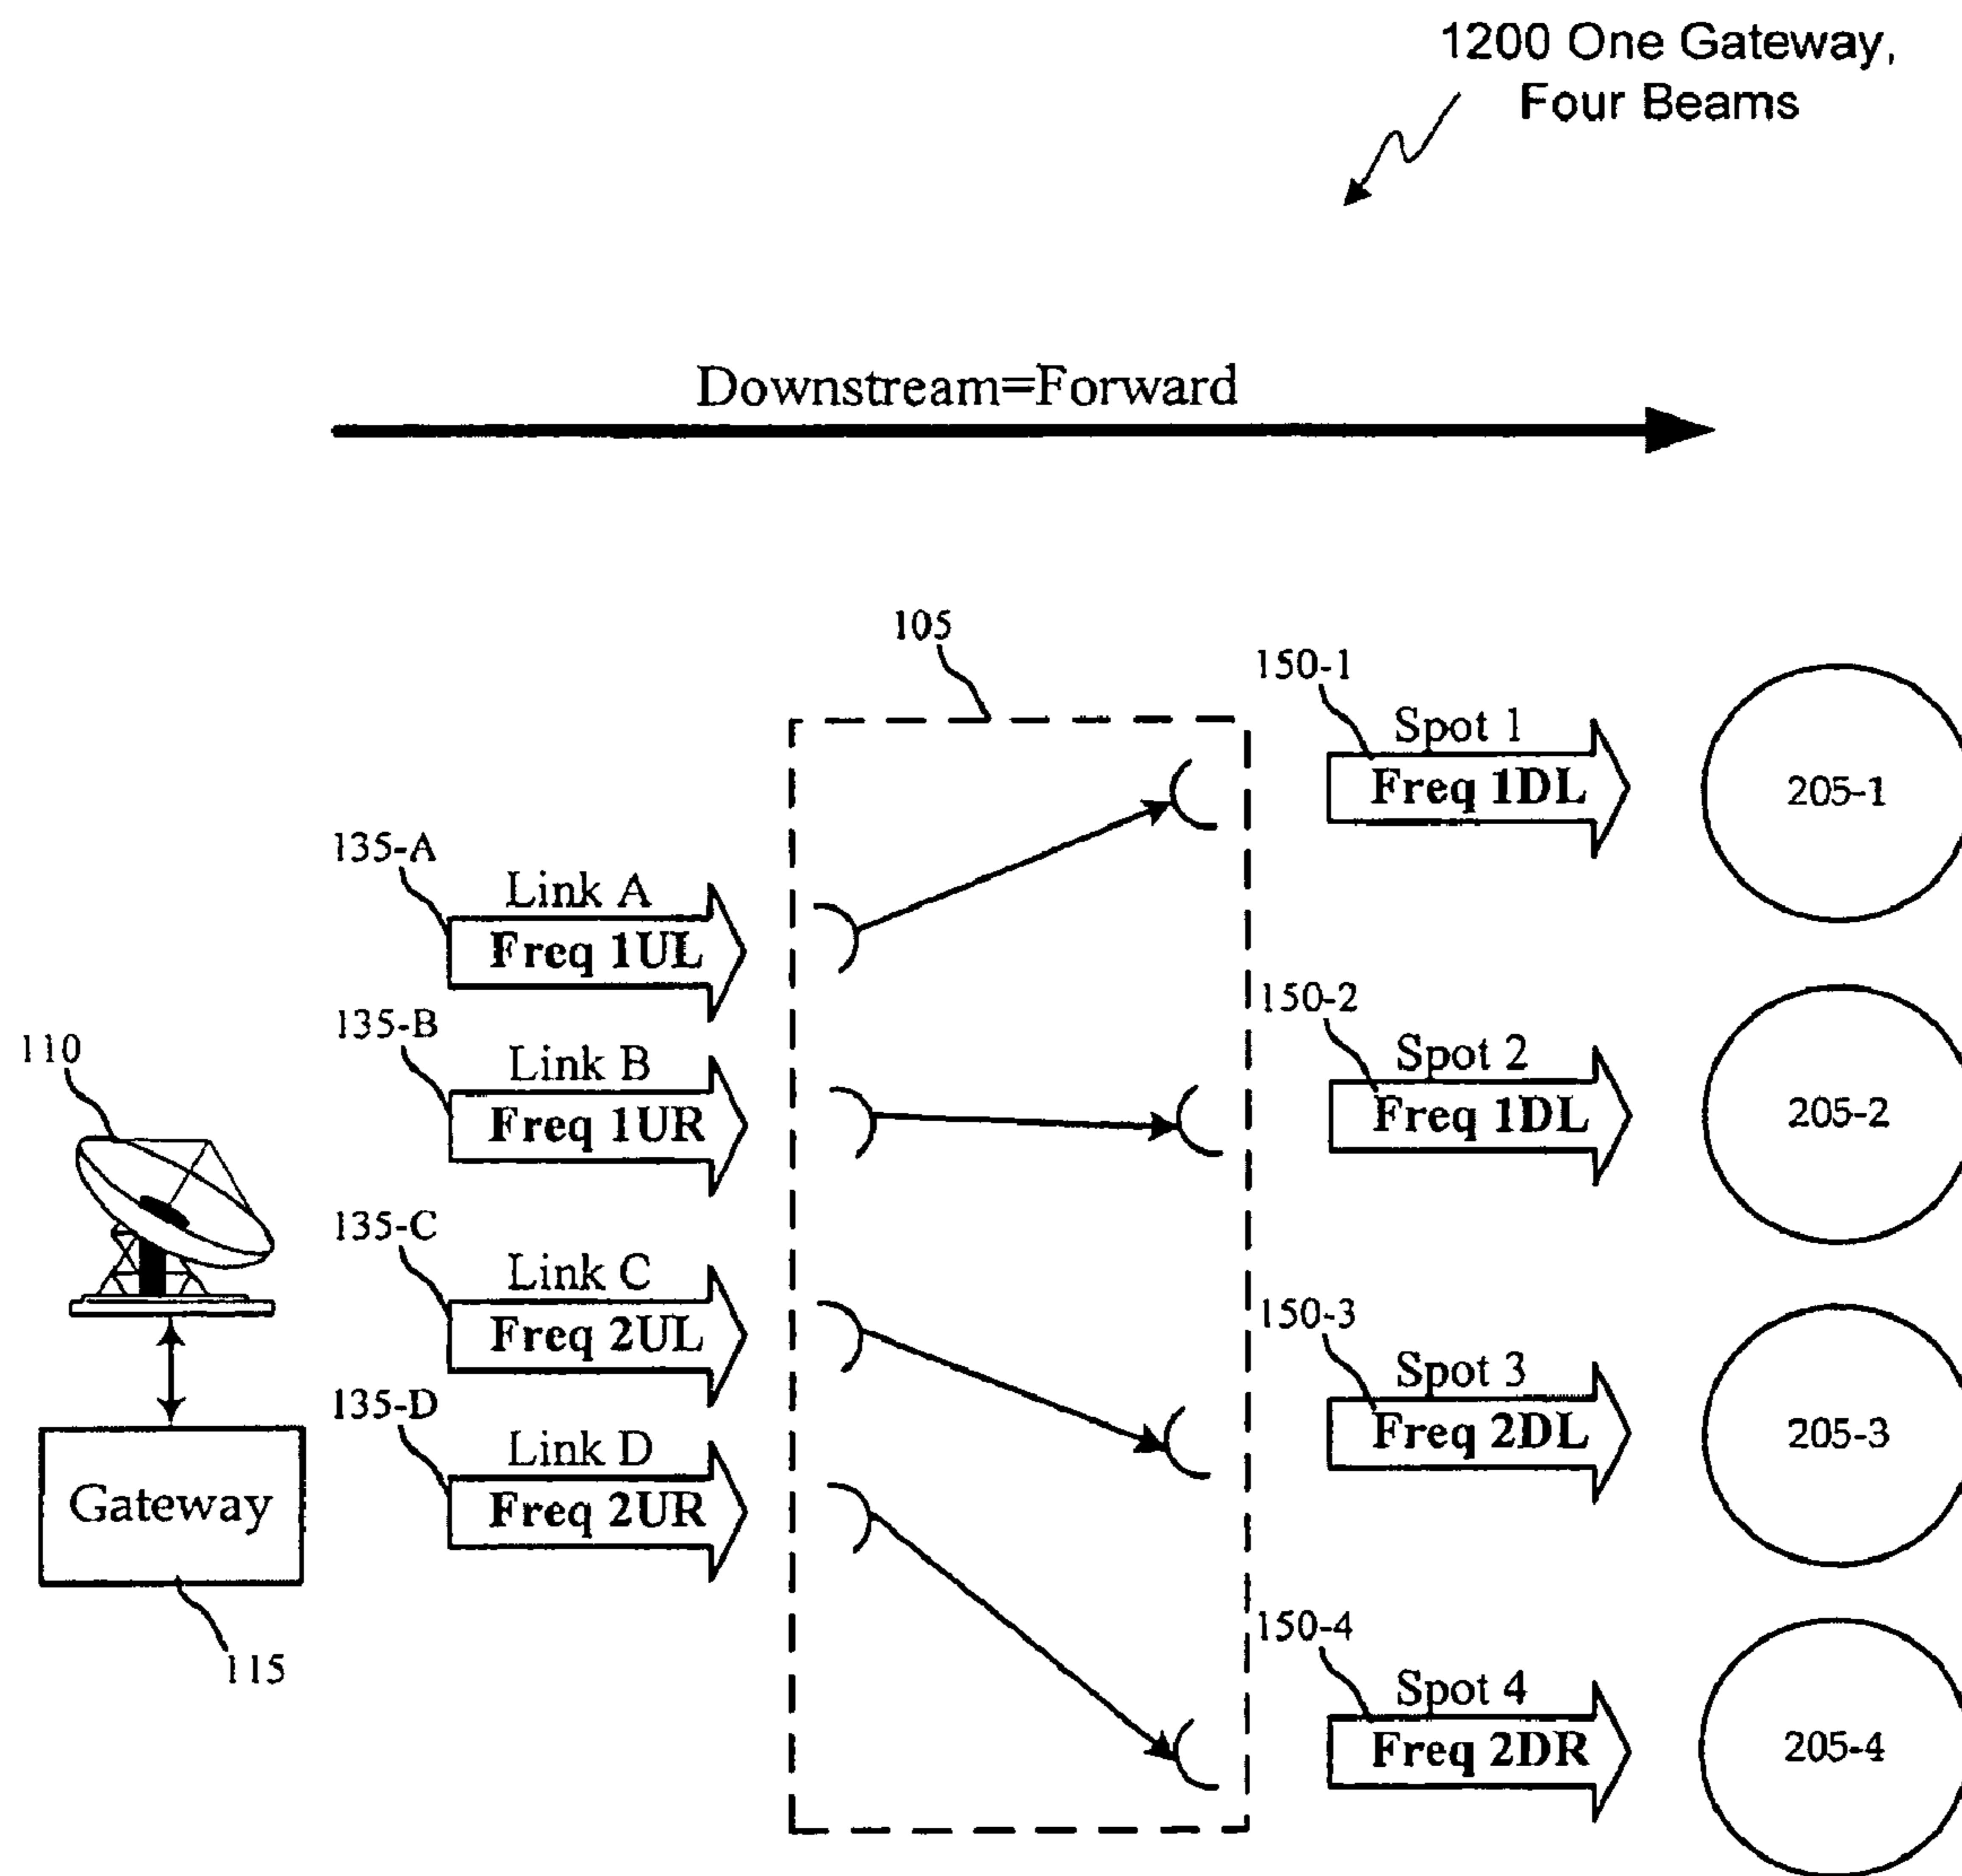 1200 One Gateway,
Four Beams
Downstream=Forward
105
150-1
Spot 1
Freq 1DL
205-1
135-A
Link A
Freq 1UL
150-2
Spot 2
Freq 1DL
205-2
135-B
Link B
Freq 1UR
110
135-C
Link C
Freq 2UL
150-3
Spot 3
Freq 2DL
205-3
135-D
Link D
Freq 2UR
Gateway
115
150-4
Spot 4
Freq 2DR
205-4